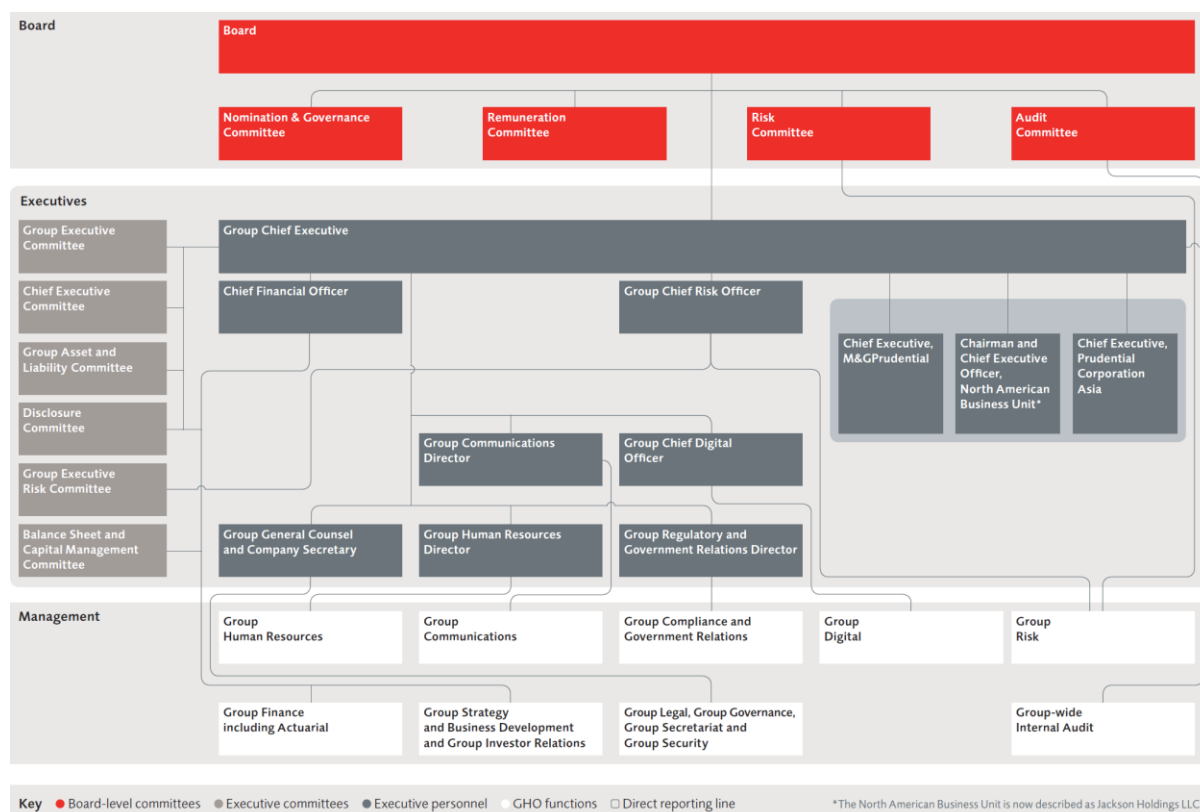 Board
Board
Nomination & Governance
Committee
Remuneration
Committee
Risk
Committee
Audit
Committee
Executives
Group Executive
Committee
Group Chief Executive
Chief Executive
Committee
Chief Financial Officer
Group Chief Risk Officer
Group Asset and
Liability Committee
Chief Executive,
M&GPrudential
Chairman and
Chief Executive
Officer,
North American
Business Unit*
Chief Executive,
Prudential
Corporation
Asia
Disclosure
Committee
Group Communications
Director
Group Chief Digital
Officer
Group Executive
Risk Committee
Balance Sheet and
Capital Management
Committee
Group General Counsel
and Company Secretary
Group Human Resources
Director
Group Regulatory and
Government Relations Director
Management
Group
Human Resources
Group
Communications
Group Compliance and
Government Relations
Group
Digital
Group
Risk
Group Finance
including Actuarial
Group Strategy
and Business Development
and Group Investor Relations
Group Legal, Group Governance,
Group Secretariat and
Group Security
Group-wide
Internal Audit
Key Board-level committees Executive committees Executive personnel GHO functions Direct reporting line
*The North American Business Unit is now described as Jackson Holdings LLC